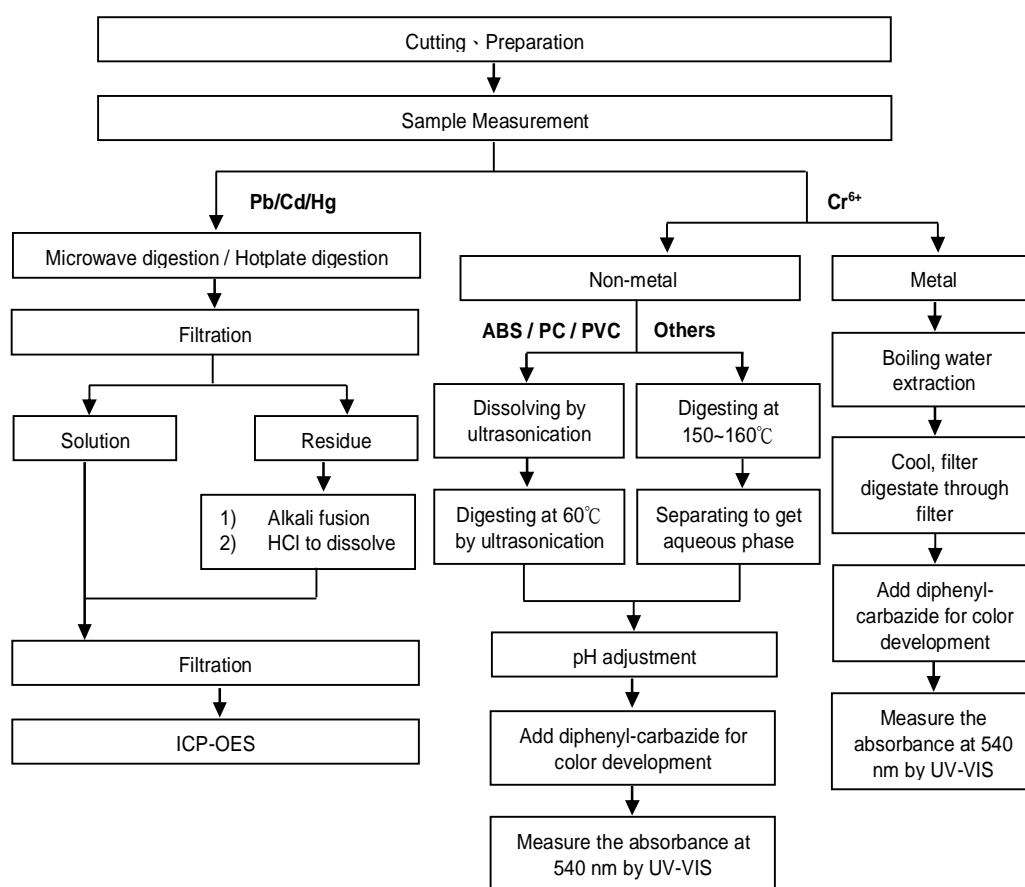 Cutting、Preparation
Sample Measurement
Pb/Cd/Hg
Cr⁶⁺
Microwave digestion / Hotplate digestion
Non-metal
Metal
Filtration
ABS / PC / PVC
Others
Boiling water
extraction
Solution
Residue
Dissolving by
ultrasonication
Digesting at
150~160℃
Cool, filter
digestate through
filter
1) Alkali fusion
2) HCl to dissolve
Digesting at 60℃
by ultrasonication
Separating to get
aqueous phase
Add diphenyl-
carbazide for color
development
Filtration
pH adjustment
ICP-OES
Add diphenyl-carbazide for
color development
Measure the
absorbance at 540
nm by UV-VIS
Measure the absorbance at
540 nm by UV-VIS